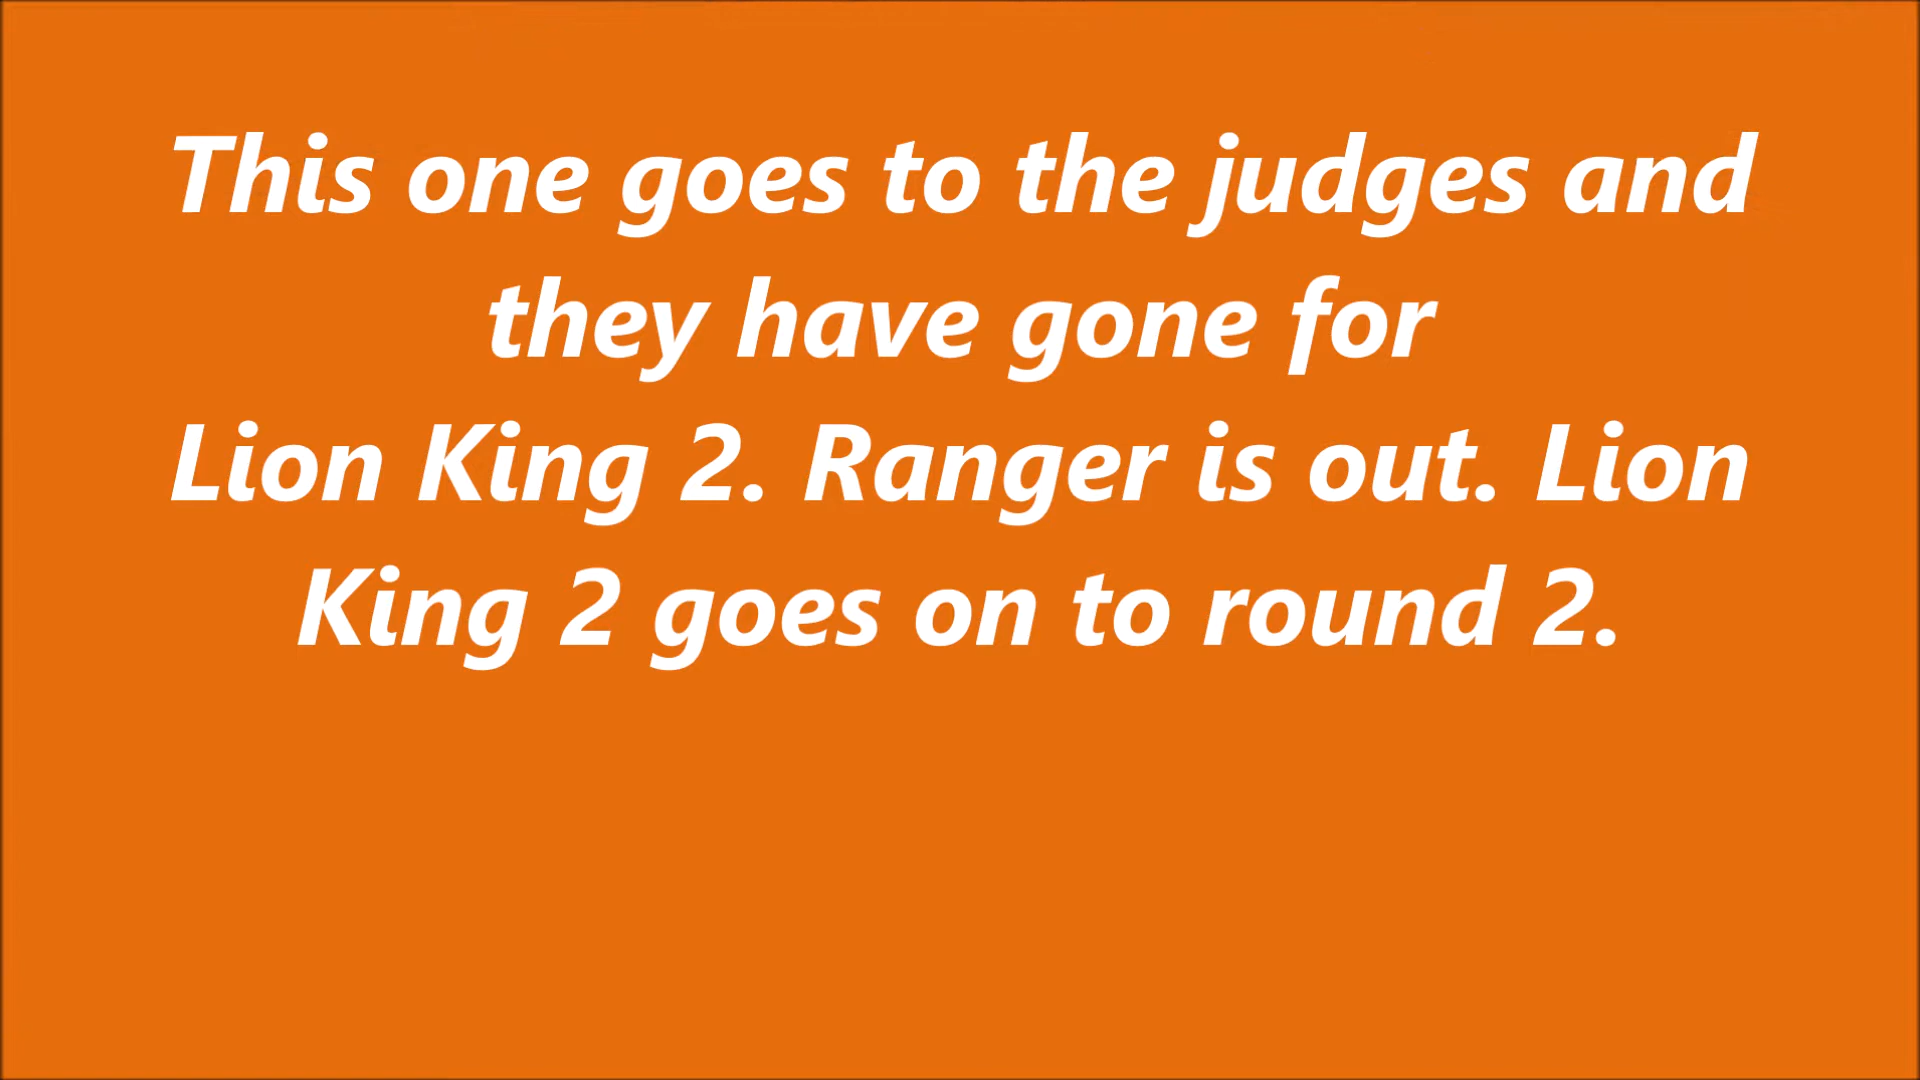 This one goes to the judges and
they have gone for
Lion King 2. Ranger is out. Lion
King 2 goes on to round 2.